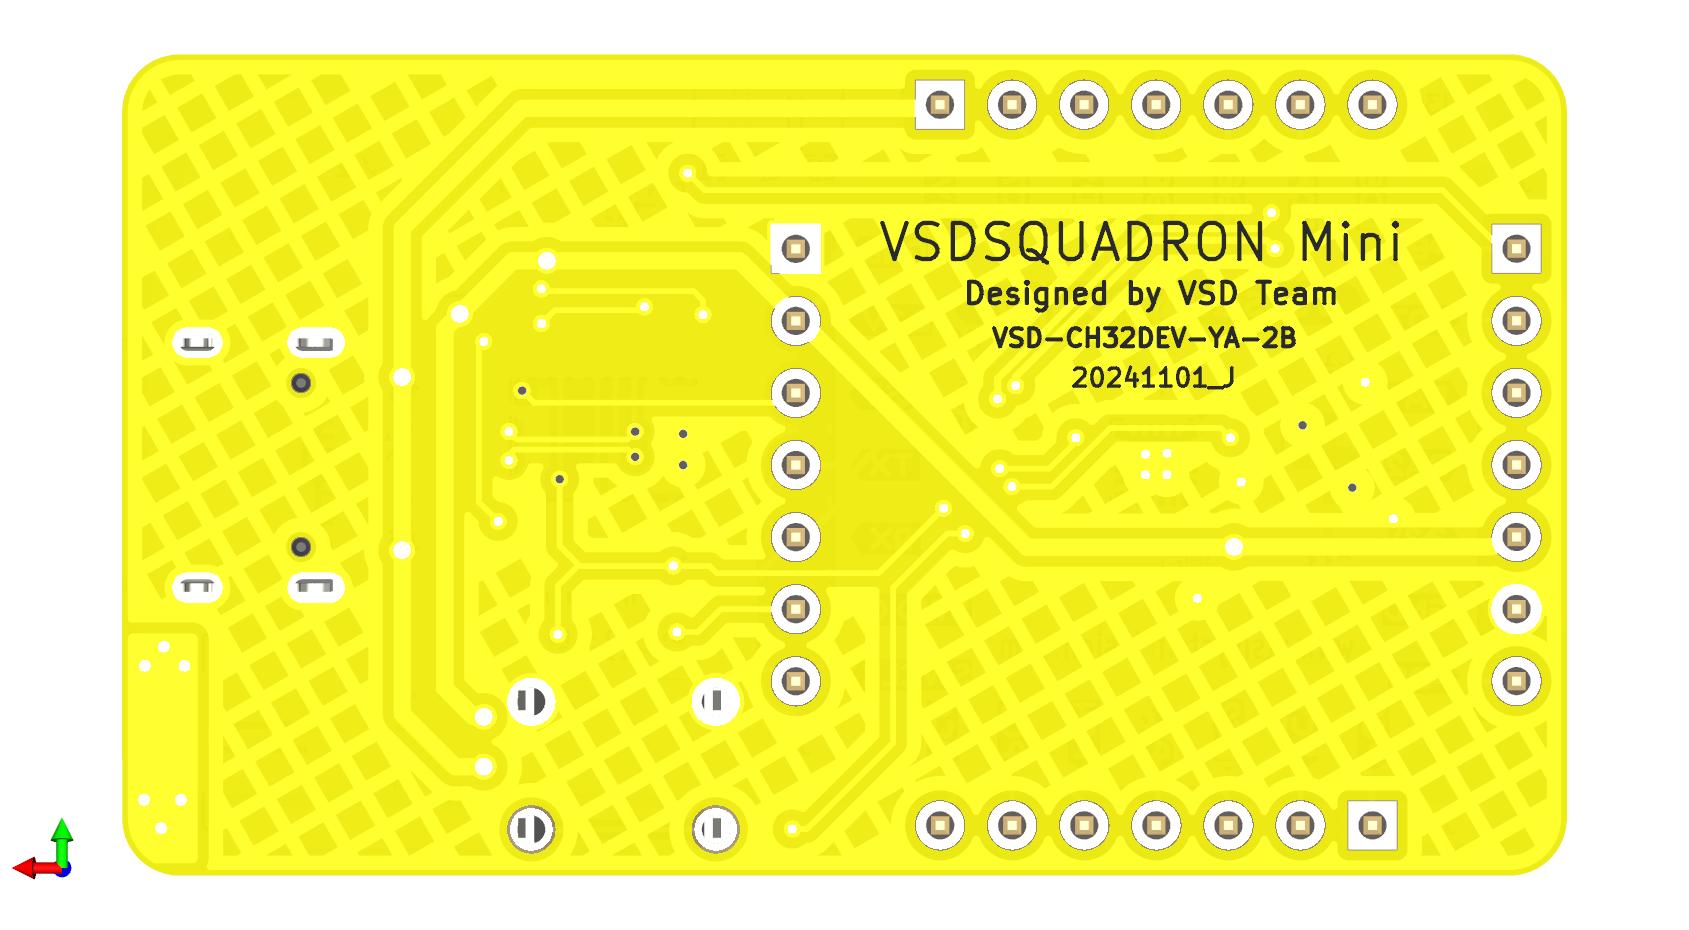 VSDSQUADRON Mini
Designed by VSD Team
VSD-CH32DEV-YA-2B
20241101_J